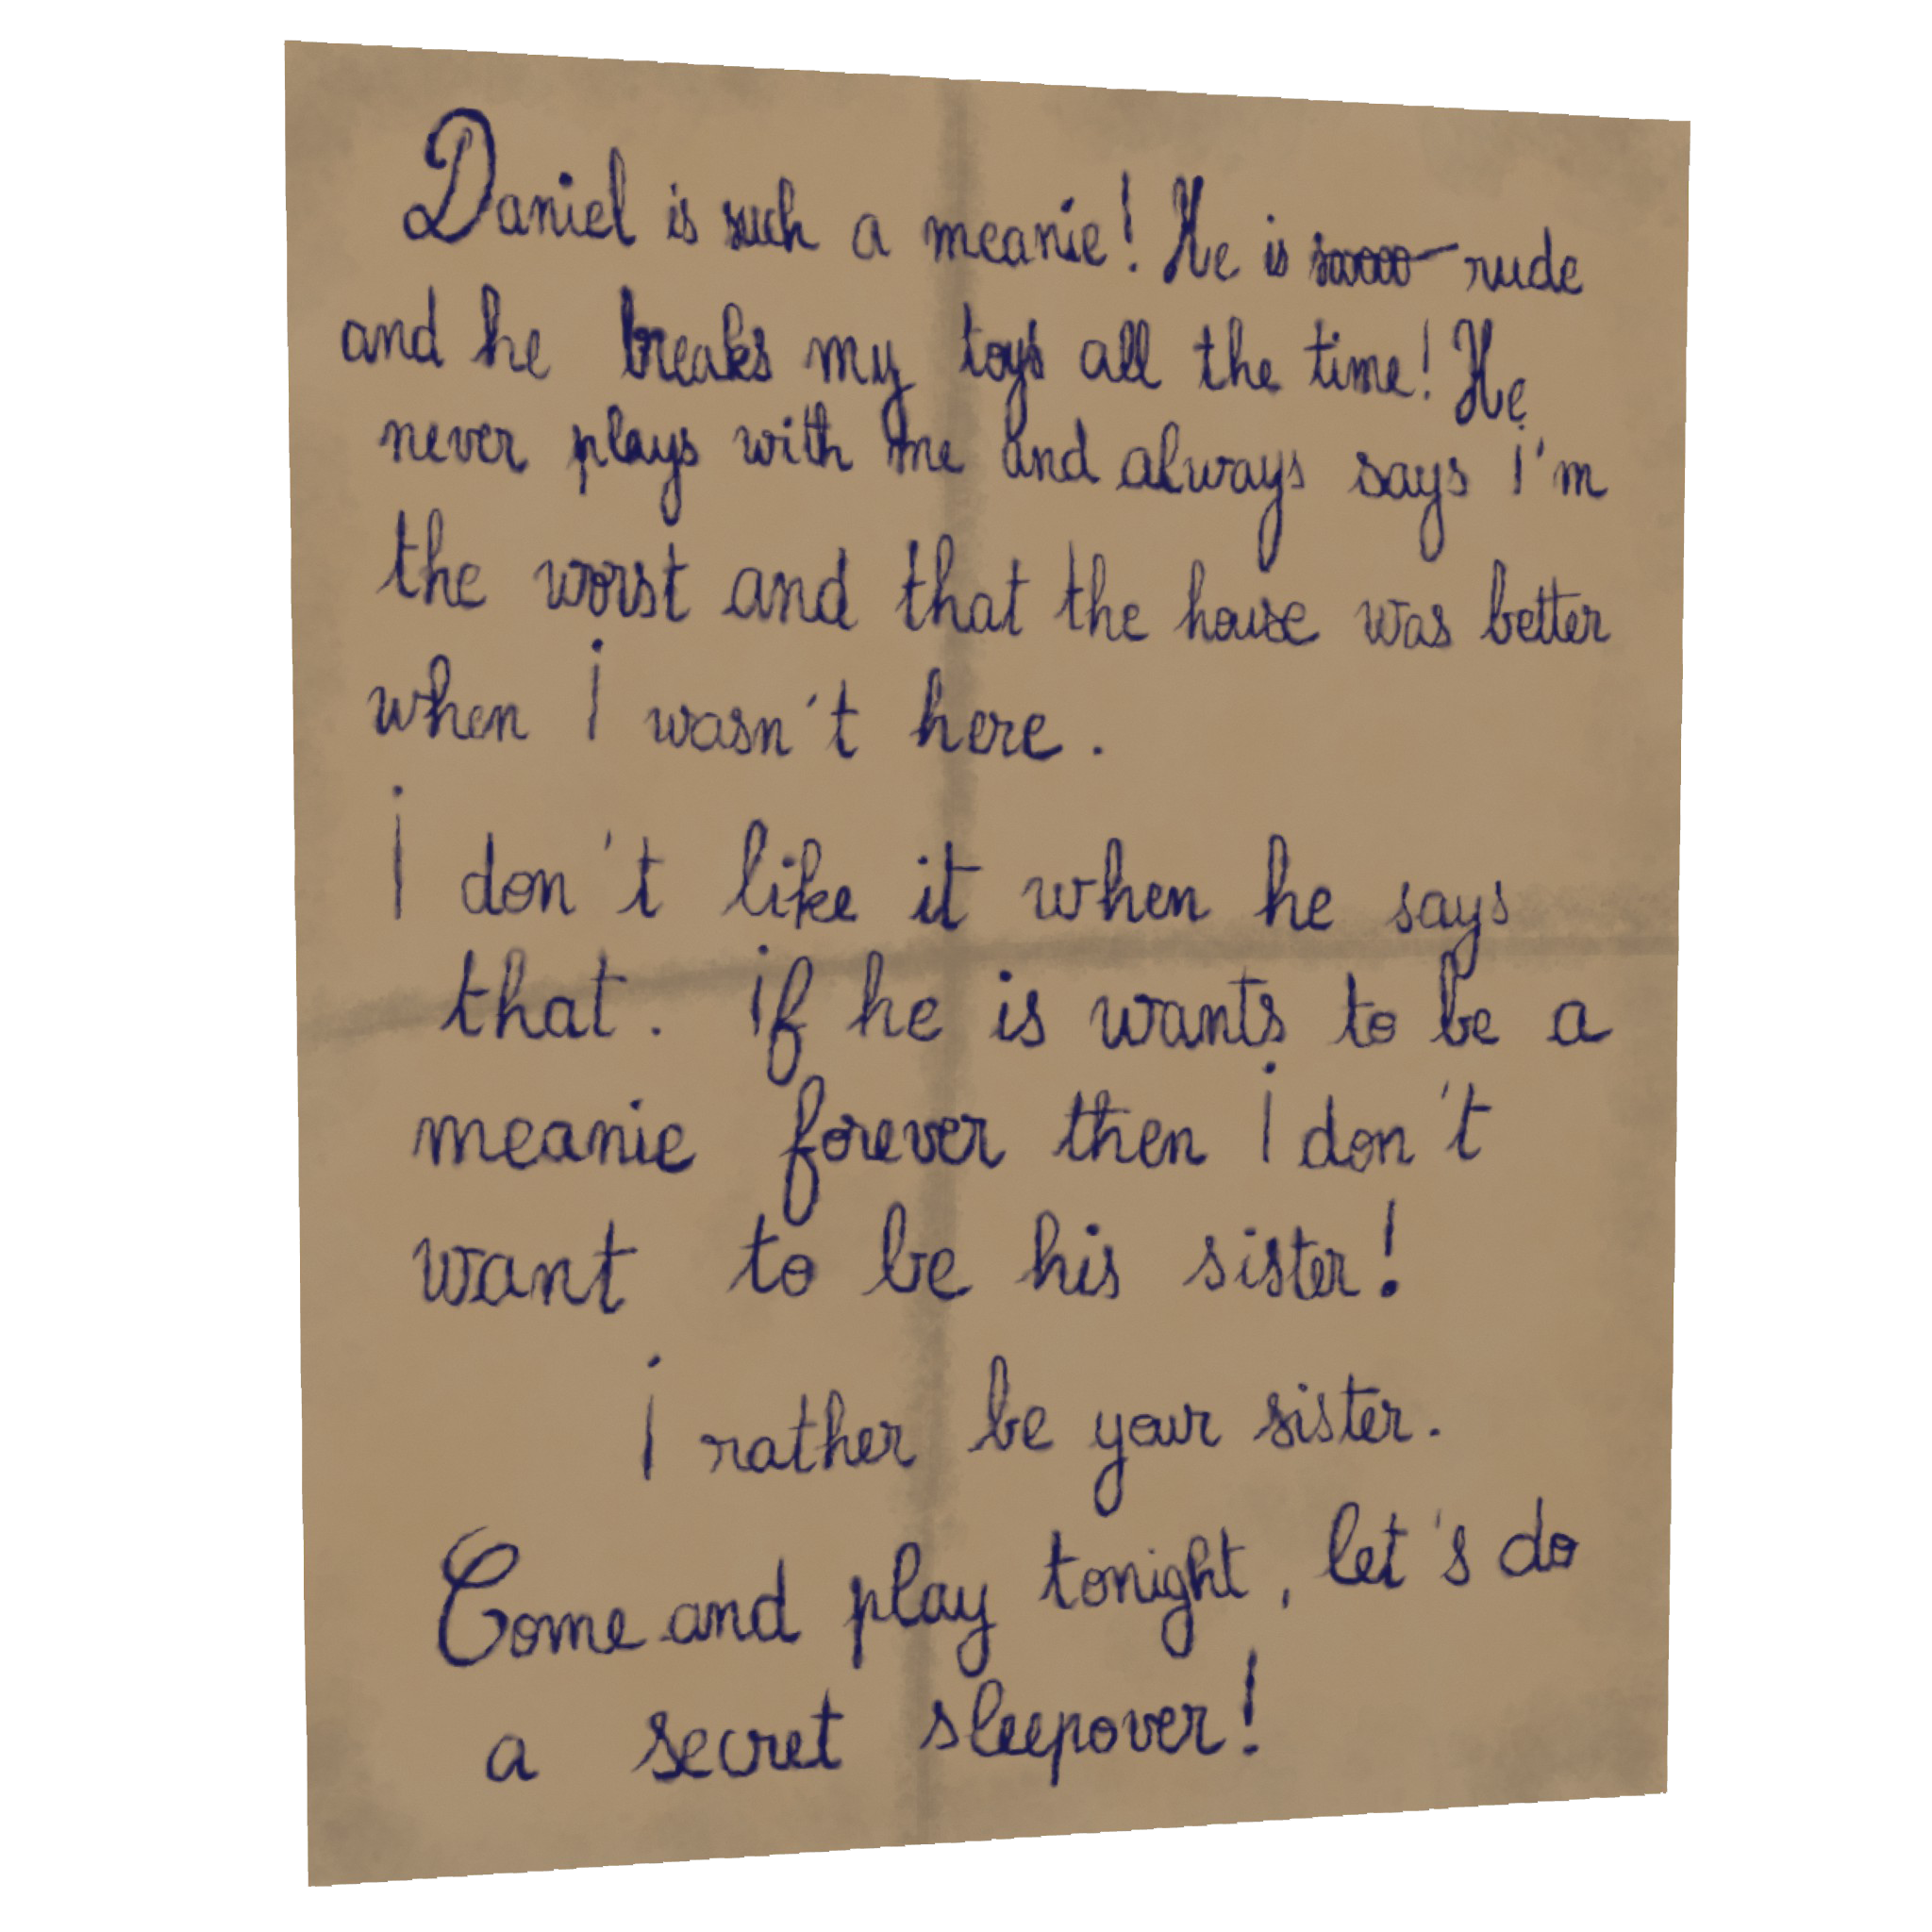 Daniel is such a meanie! He is soooo rude
and he breaks my toys all the time! He
never plays with me and always says I'm
the worst and that the house was better
when I wasn't here.
I don't like it when he says
that. If he is wants to be a
meanie forever then I don't
want to be his sister!
I rather be your sister.
Come and play tonight, let's do
a secret sleepover!